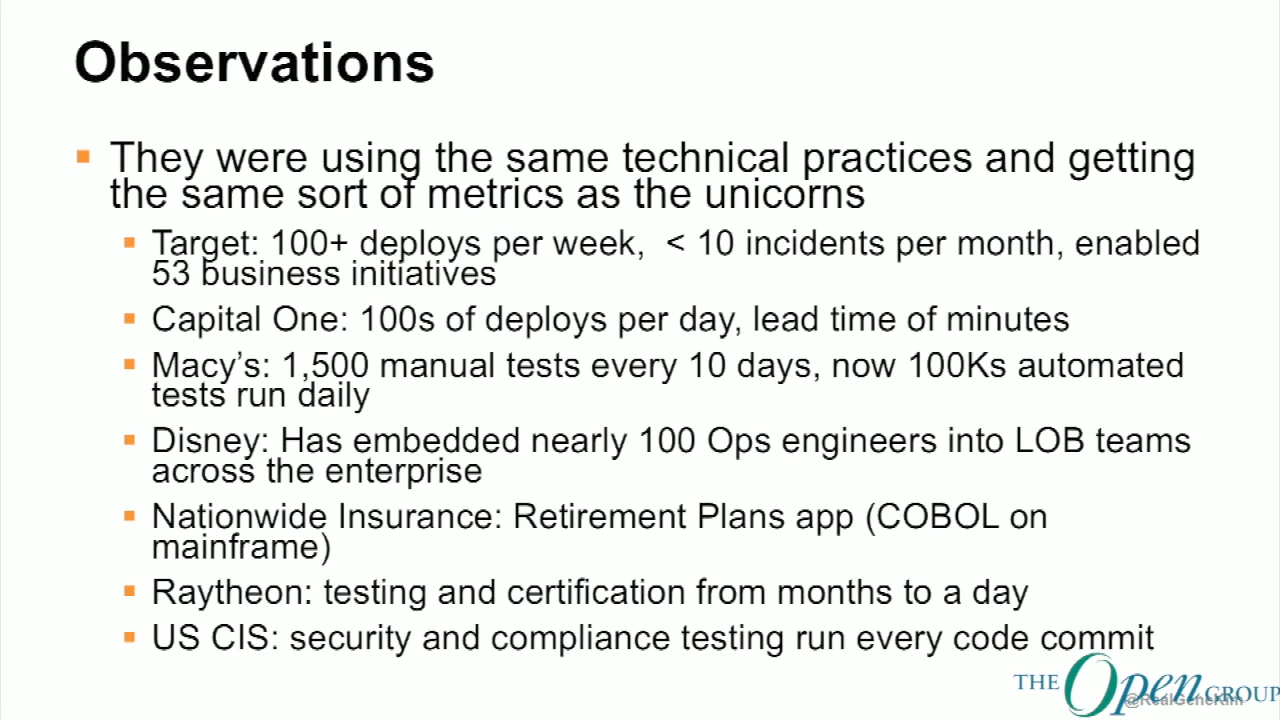 Observations
They were using the same technical practices and getting
the same sort of metrics as the unicorns
Target: 100+ deploys per week,  < 10 incidents per month, enabled
53 business initiatives
Capital One: 100s of deploys per day, lead time of minutes
Macy’s: 1,500 manual tests every 10 days, now 100Ks automated
tests run daily
Disney: Has embedded nearly 100 Ops engineers into LOB teams
across the enterprise
Nationwide Insurance: Retirement Plans app (COBOL on
mainframe)
Raytheon: testing and certification from months to a day
US CIS: security and compliance testing run every code commit
THE Open GROUP
@RealGeneKim